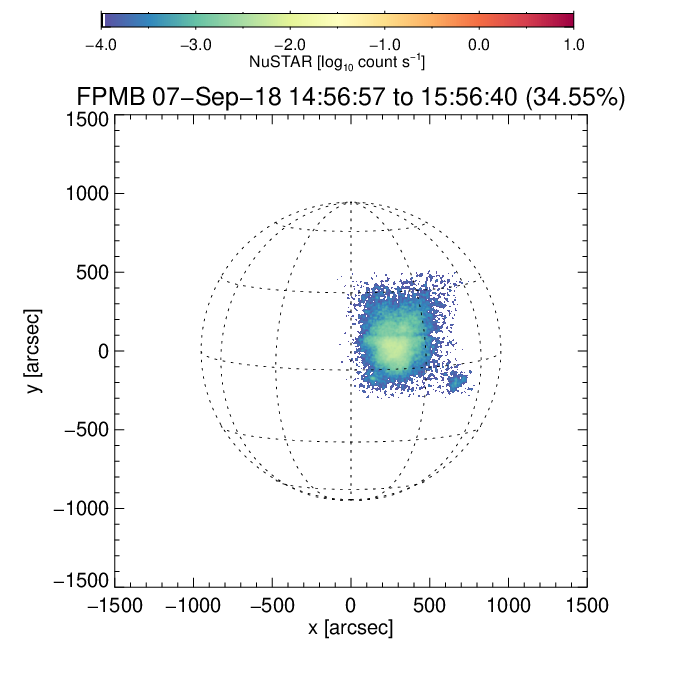 −4.0 −3.0 −2.0 −1.0 0.0 1.0
NuSTAR [log₁₀ count s⁻¹]
FPMB 07−Sep−18 14:56:57 to 15:56:40 (34.55%)
1500
1000
500
0
−500
−1000
−1500
y [arcsec]
−1500 −1000 −500 0 500 1000 1500
x [arcsec]